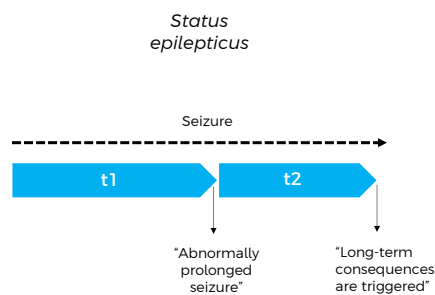 Status
epilepticus
Seizure
t1
t2
“Abnormally
prolonged
seizure”
“Long-term
consequences
are triggered”